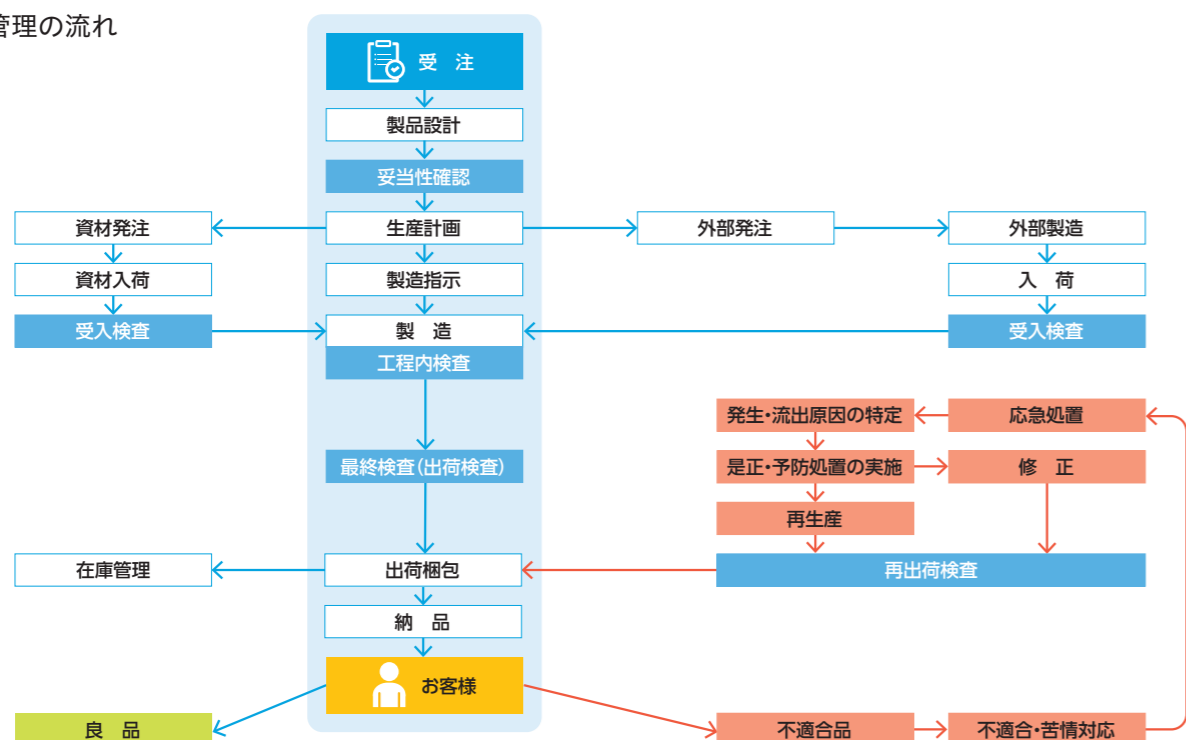 管理の流れ
受 注
製品設計
妥当性確認
資材発注
生産計画
外部発注
外部製造
資材入荷
製造指示
入 荷
受入検査
製 造
受入検査
工程内検査
発生・流出原因の特定
応急処置
最終検査(出荷検査)
是正・予防処置の実施
修 正
再生産
在庫管理
出荷梱包
再出荷検査
納 品
お客様
良 品
不適合品
不適合・苦情対応